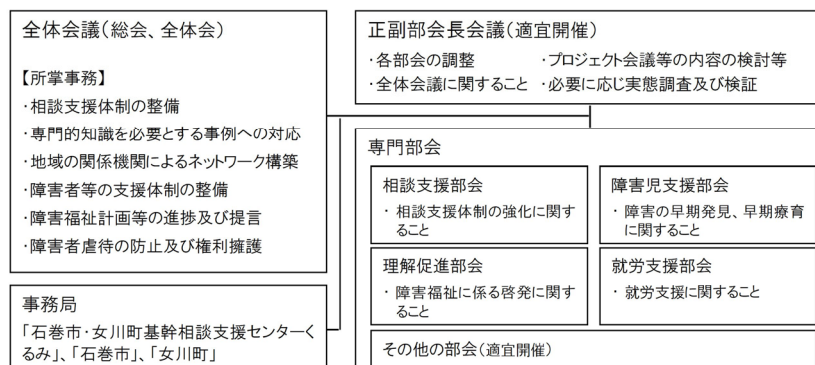 全体会議（総会、全体会）
【所掌事務】
・相談支援体制の整備
・専門的知識を必要とする事例への対応
・地域の関係機関によるネットワーク構築
・障害者等の支援体制の整備
・障害福祉計画等の進捗及び提言
・障害者虐待の防止及び権利擁護
事務局
「石巻市・女川町基幹相談支援センターく
るみ」、「石巻市」、「女川町」
正副部会長会議（適宜開催）
・各部会の調整　・プロジェクト会議等の内容の検討等
・全体会議に関すること　・必要に応じ実態調査及び検証
専門部会
相談支援部会
・ 相談支援体制の強化に関す
ること
障害児支援部会
・ 障害の早期発見、早期療育
に関すること
理解促進部会
・ 障害福祉に係る啓発に関す
ること
就労支援部会
・ 就労支援に関すること
その他の部会（適宜開催）